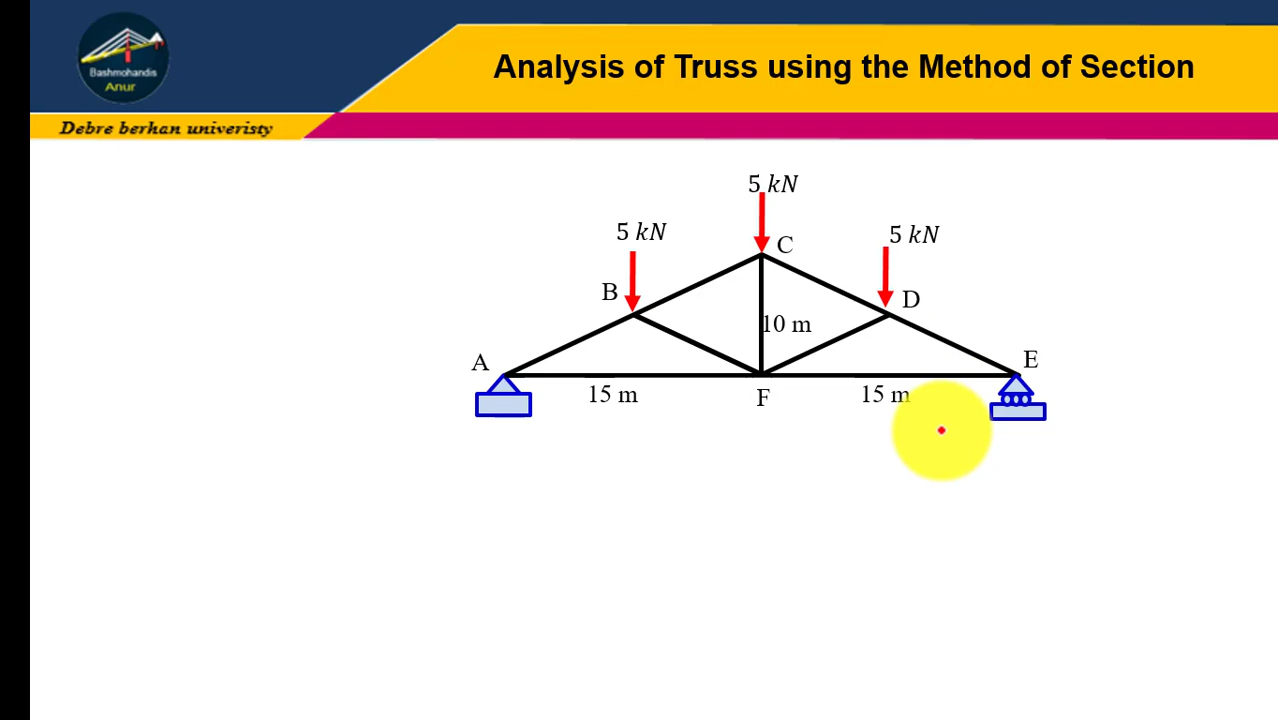 Bashmohandis
Anur
Analysis of Truss using the Method of Section
Debre berhan univeristy
5 kN
5 kN
5 kN
C
B
D
10 m
A
E
15 m
F
15 m